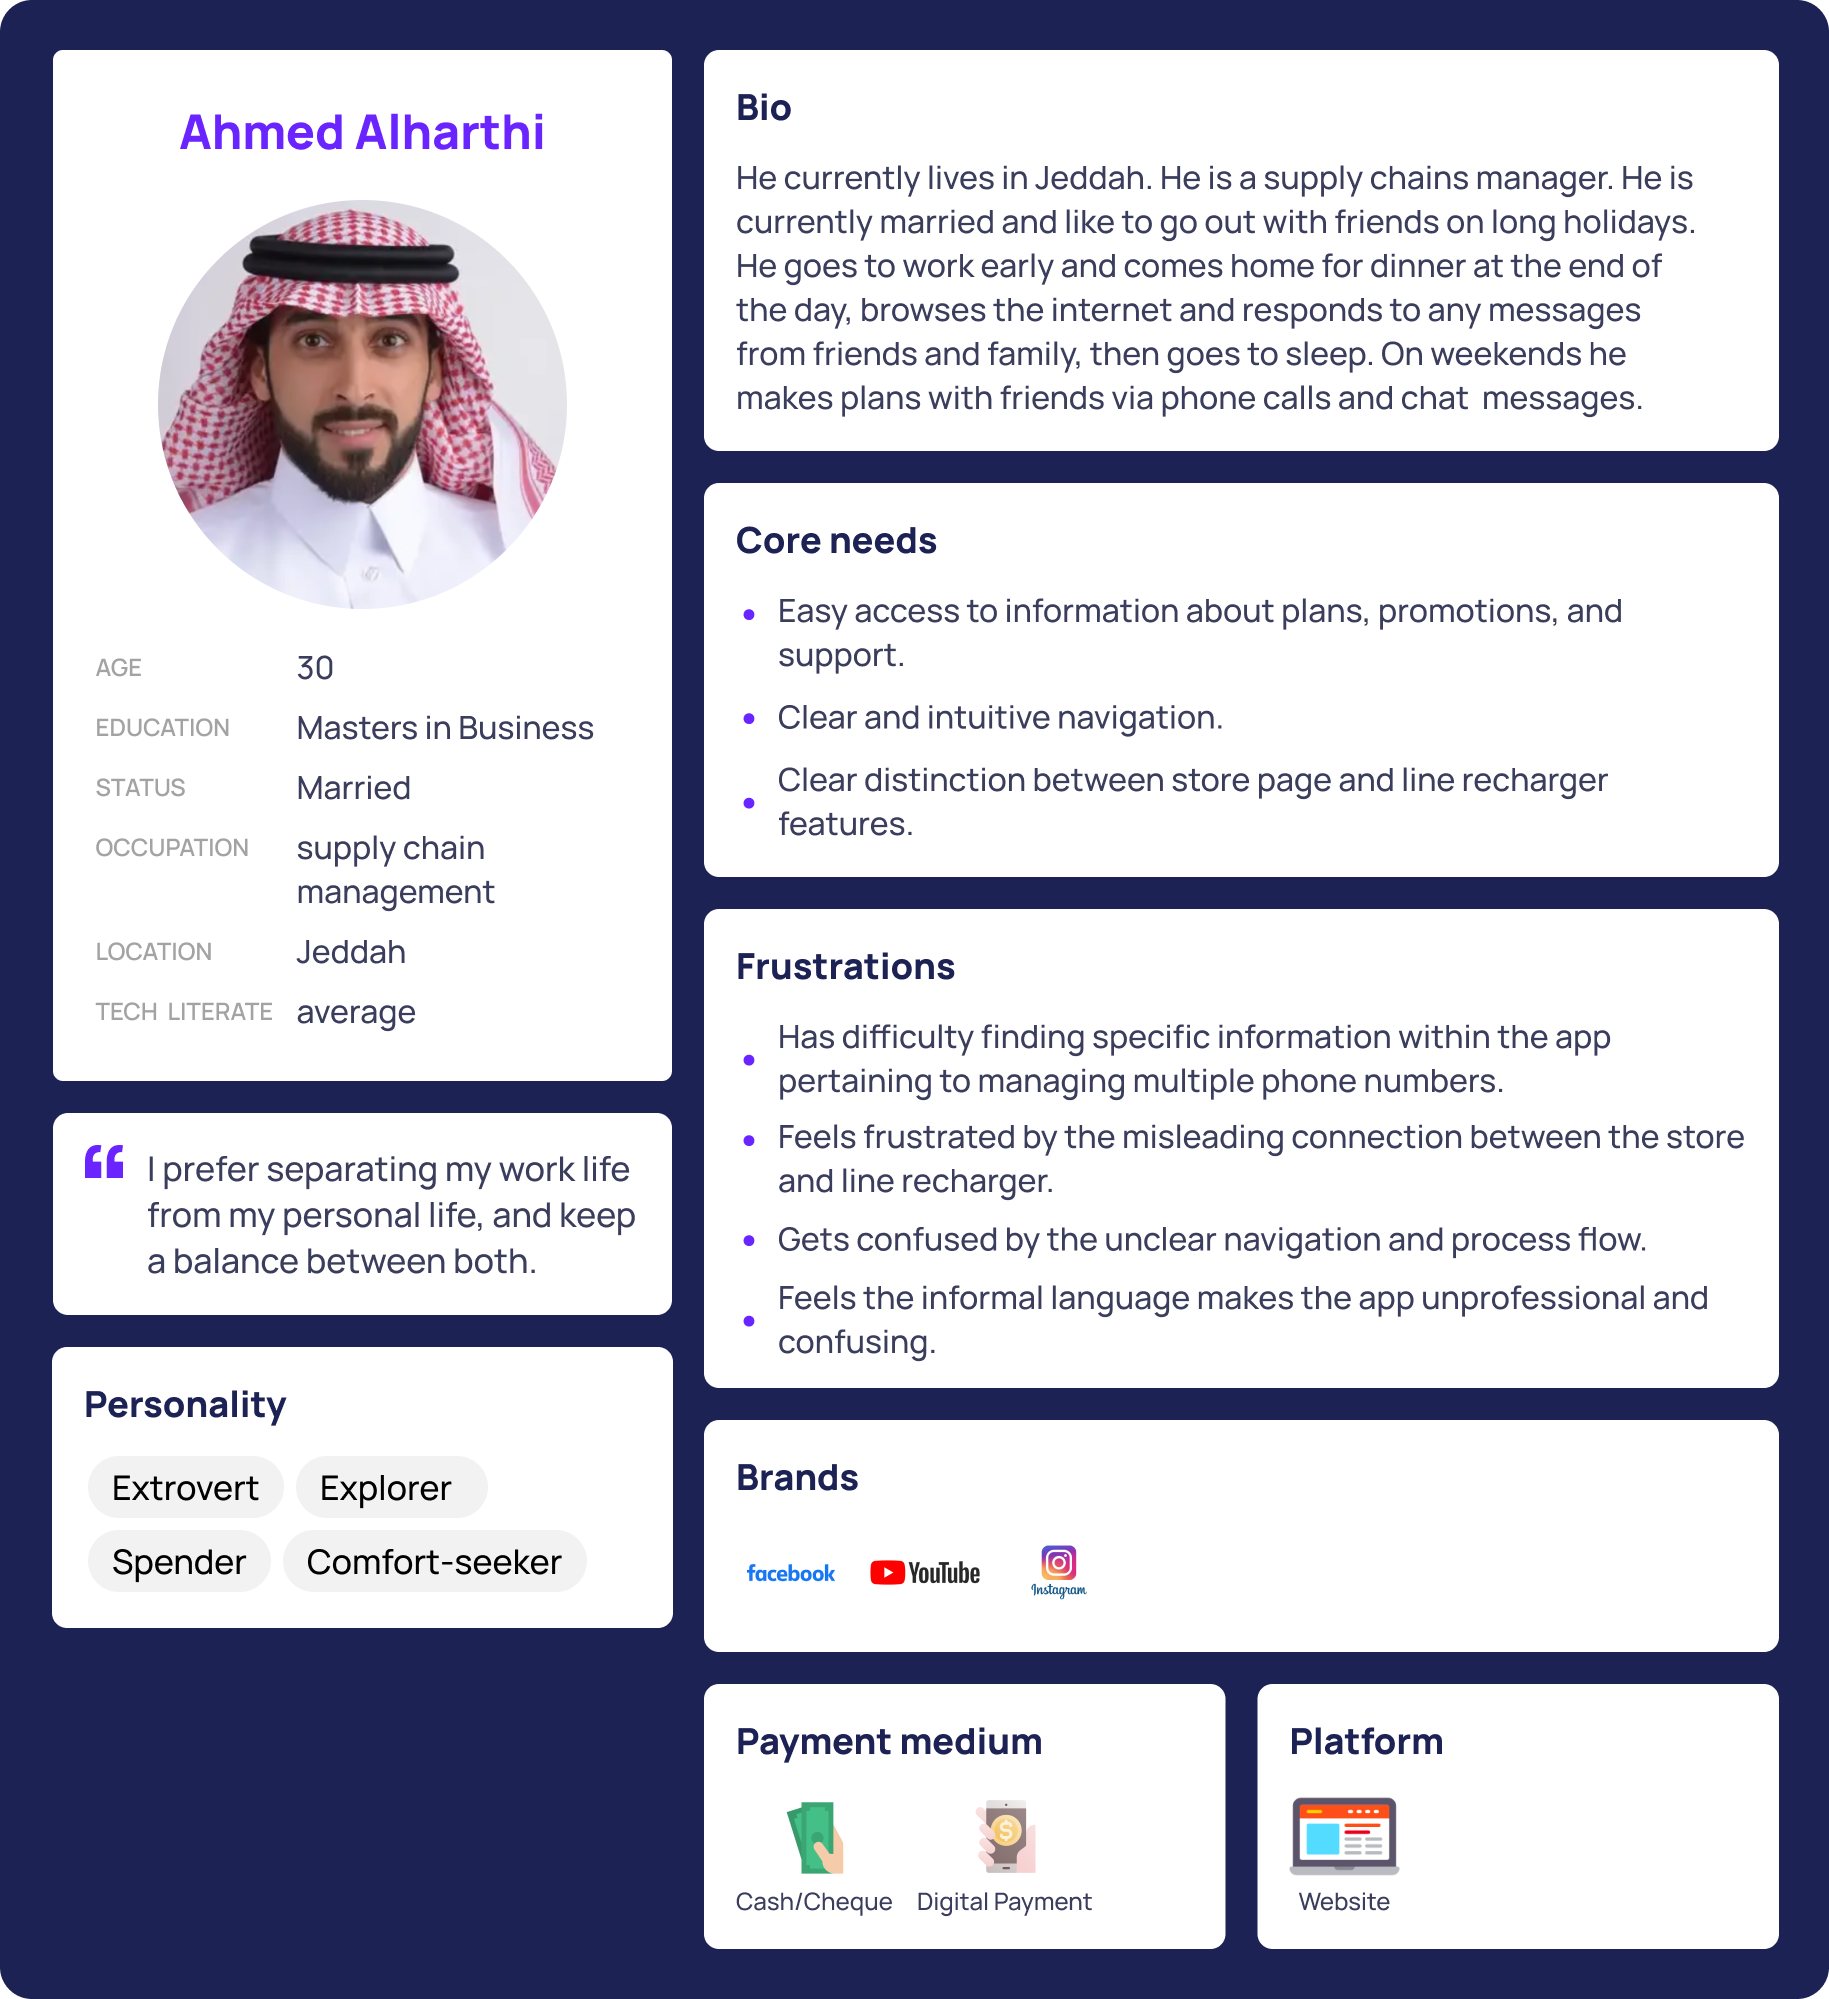 Ahmed Alharthi
AGE 30
EDUCATION Masters in Business
STATUS Married
OCCUPATION supply chain
management
LOCATION Jeddah
TECH LITERATE average
“ I prefer separating my work life
from my personal life, and keep
a balance between both.
Personality
Extrovert Explorer
Spender Comfort-seeker
Bio
He currently lives in Jeddah. He is a supply chains manager. He is
currently married and like to go out with friends on long holidays.
He goes to work early and comes home for dinner at the end of
the day, browses the internet and responds to any messages
from friends and family, then goes to sleep. On weekends he
makes plans with friends via phone calls and chat messages.
Core needs
• Easy access to information about plans, promotions, and
support.
• Clear and intuitive navigation.
• Clear distinction between store page and line recharger
features.
Frustrations
• Has difficulty finding specific information within the app
pertaining to managing multiple phone numbers.
• Feels frustrated by the misleading connection between the store
and line recharger.
• Gets confused by the unclear navigation and process flow.
• Feels the informal language makes the app unprofessional and
confusing.
Brands
facebook YouTube Instagram
Payment medium
$
Cash/Cheque Digital Payment
Platform
Website